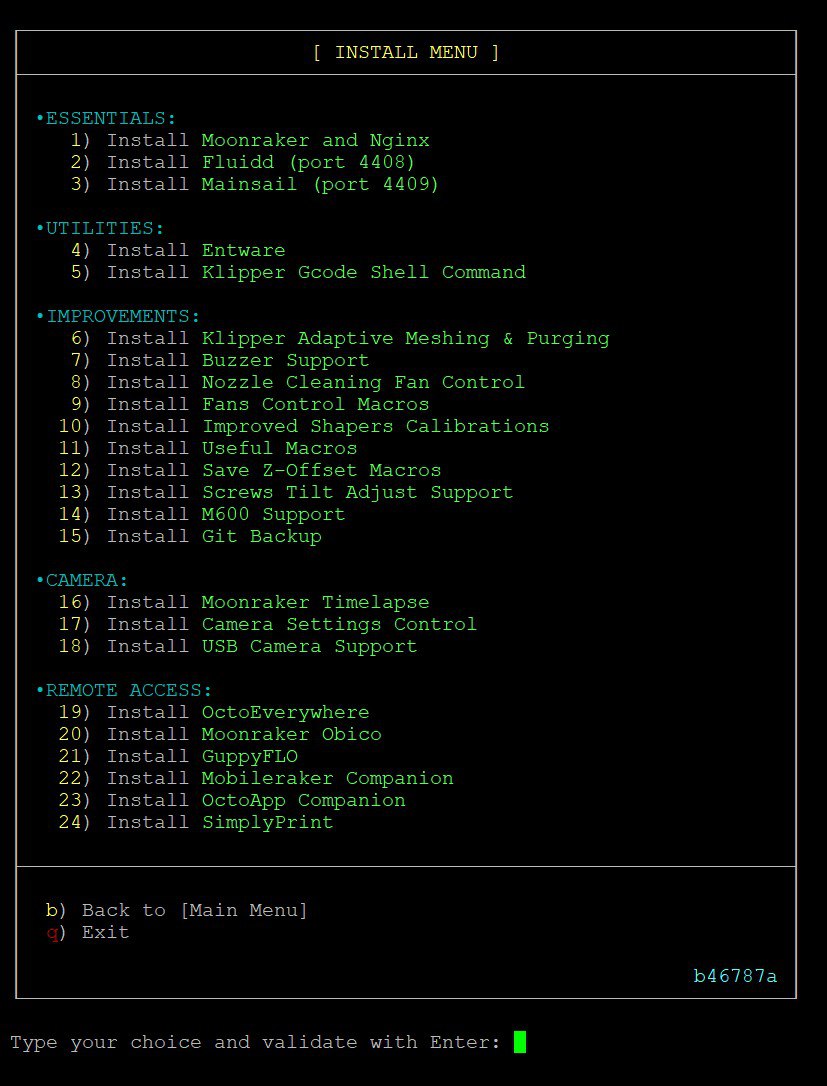 [ INSTALL MENU ]
•ESSENTIALS:
1) Install Moonraker and Nginx
2) Install Fluidd (port 4408)
3) Install Mainsail (port 4409)
•UTILITIES:
4) Install Entware
5) Install Klipper Gcode Shell Command
•IMPROVEMENTS:
6) Install Klipper Adaptive Meshing & Purging
7) Install Buzzer Support
8) Install Nozzle Cleaning Fan Control
9) Install Fans Control Macros
10) Install Improved Shapers Calibrations
11) Install Useful Macros
12) Install Save Z-Offset Macros
13) Install Screws Tilt Adjust Support
14) Install M600 Support
15) Install Git Backup
•CAMERA:
16) Install Moonraker Timelapse
17) Install Camera Settings Control
18) Install USB Camera Support
•REMOTE ACCESS:
19) Install OctoEverywhere
20) Install Moonraker Obico
21) Install GuppyFLO
22) Install Mobileraker Companion
23) Install OctoApp Companion
24) Install SimplyPrint
b) Back to [Main Menu]
q) Exit
b46787a
Type your choice and validate with Enter: